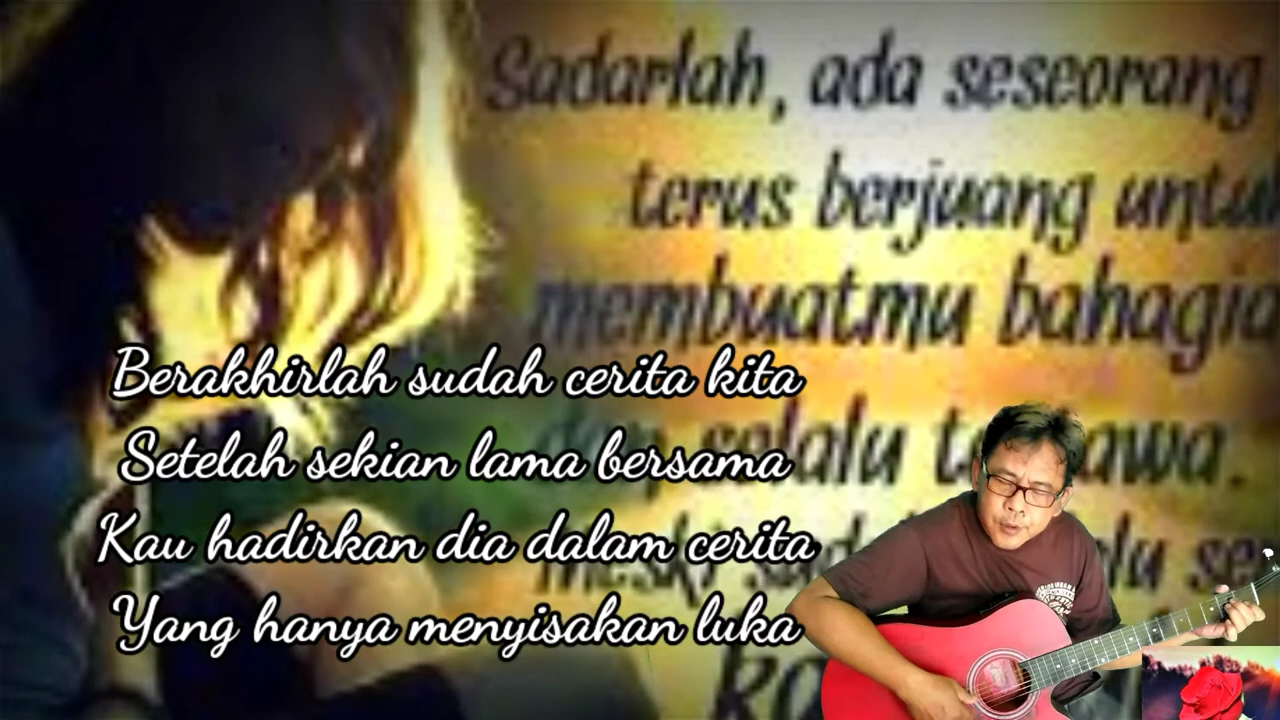 Sadarlah, ada seseorang
terus berjuang
membuatmu bahagia
selalu
Berakhirlah sudah cerita kita
Setelah sekian lama bersama
Kau hadirkan dia dalam cerita
Yang hanya menyisakan luka